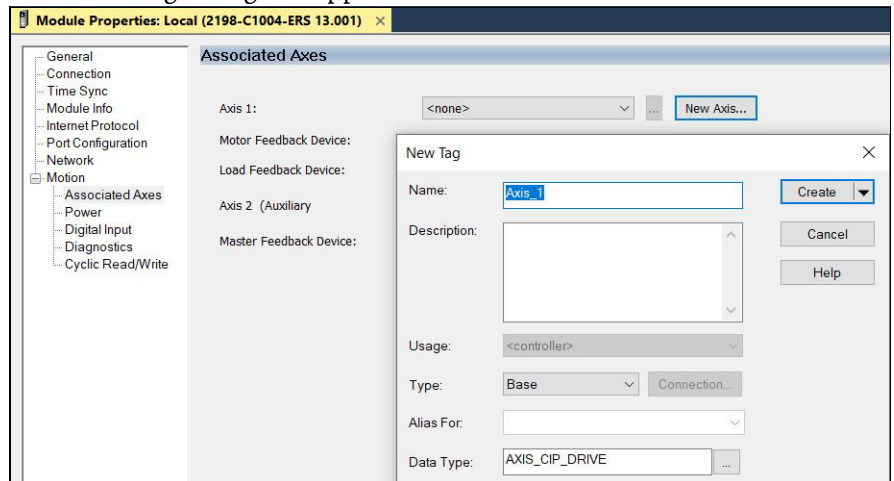 Module Properties: Local (2198-C1004-ERS 13.001) ×
General
Connection
Time Sync
Module Info
Internet Protocol
Port Configuration
Network
Motion
Associated Axes
Power
Digital Input
Diagnostics
Cyclic Read/Write
Associated Axes
Axis 1:
<none>
...
New Axis...
Motor Feedback Device:
Load Feedback Device:
Axis 2 (Auxiliary
Master Feedback Device:
New Tag
Name:
Axis_1
Create
Description:
Cancel
Help
Usage:
<controller>
Type:
Base
Connection...
Alias For:
Data Type:
AXIS_CIP_DRIVE
...